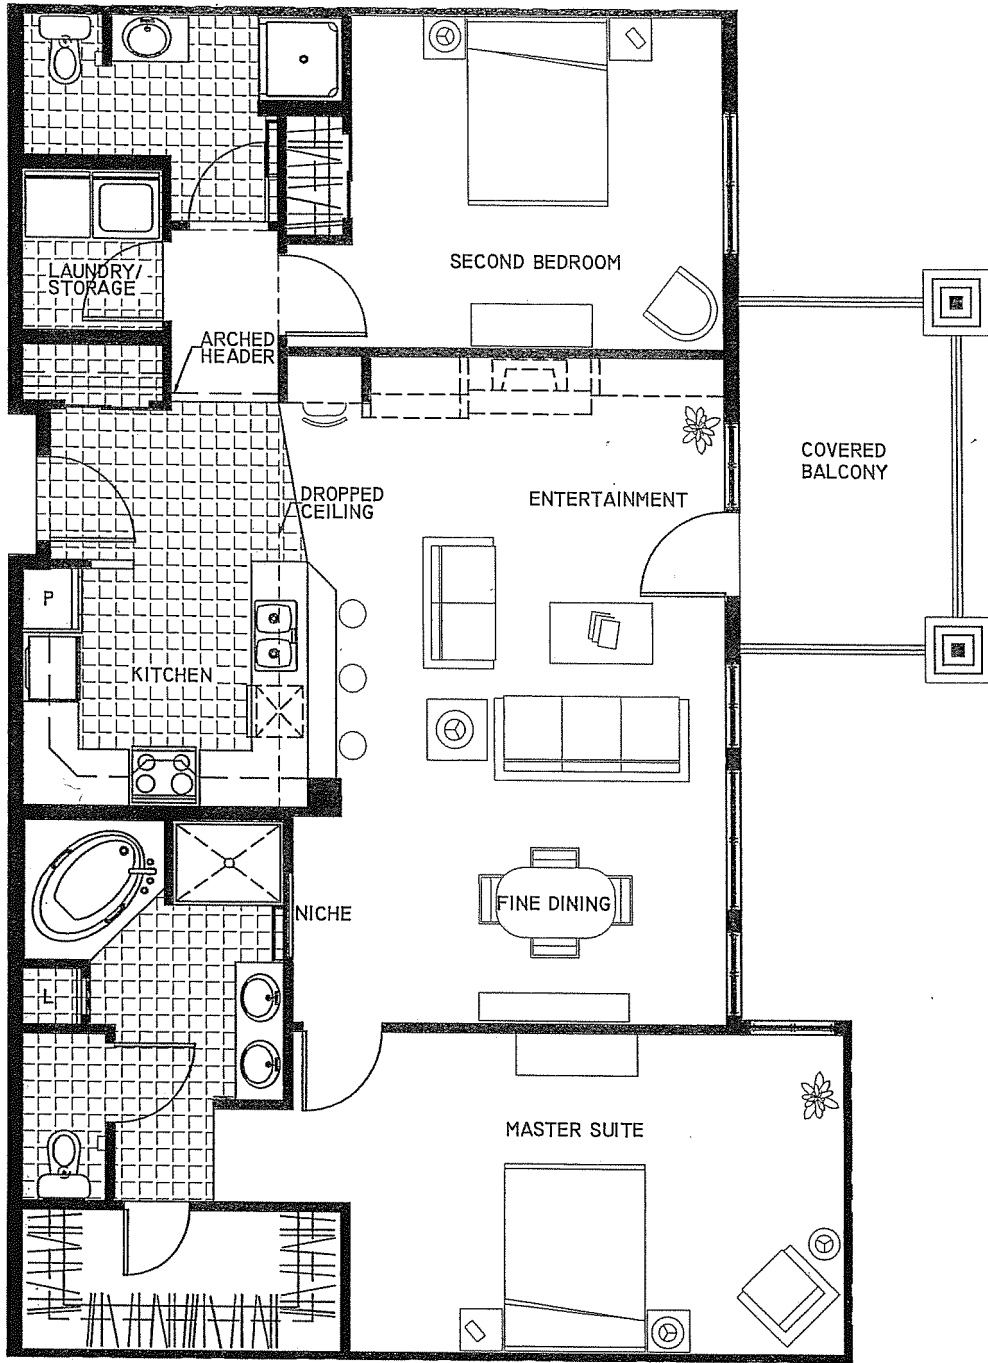 SECOND BEDROOM
LAUNDRY/
STORAGE
ARCHED
HEADER
COVERED
BALCONY
DROPPED
CEILING
ENTERTAINMENT
P
KITCHEN
NICHE
FINE DINING
L
MASTER SUITE